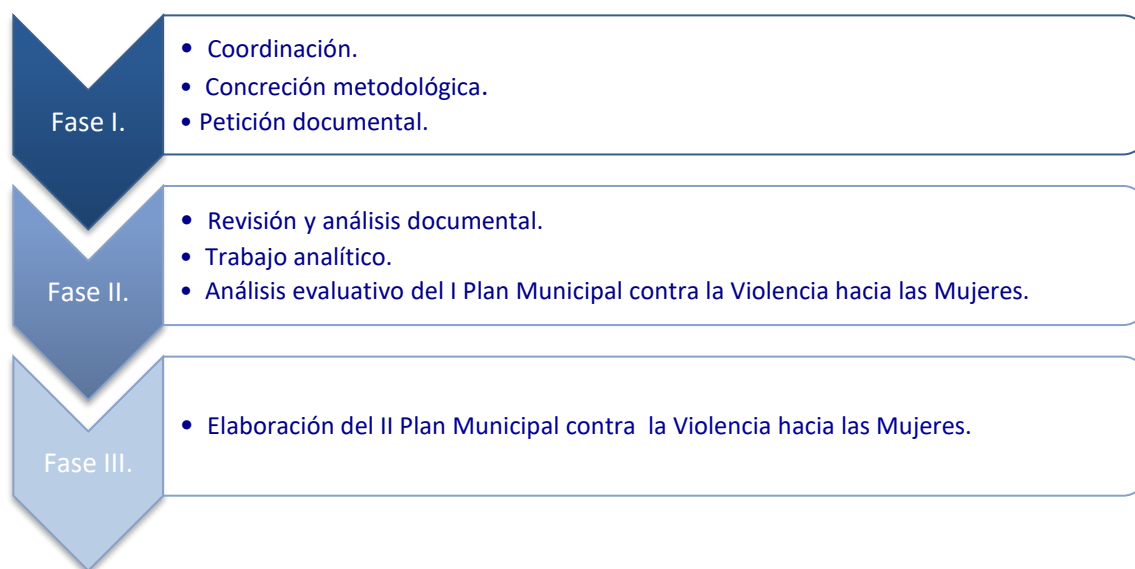 Fase I.
• Coordinación.
• Concreción metodológica.
• Petición documental.
Fase II.
• Revisión y análisis documental.
• Trabajo analítico.
• Análisis evaluativo del I Plan Municipal contra la Violencia hacia las Mujeres.
Fase III.
• Elaboración del II Plan Municipal contra  la Violencia hacia las Mujeres.